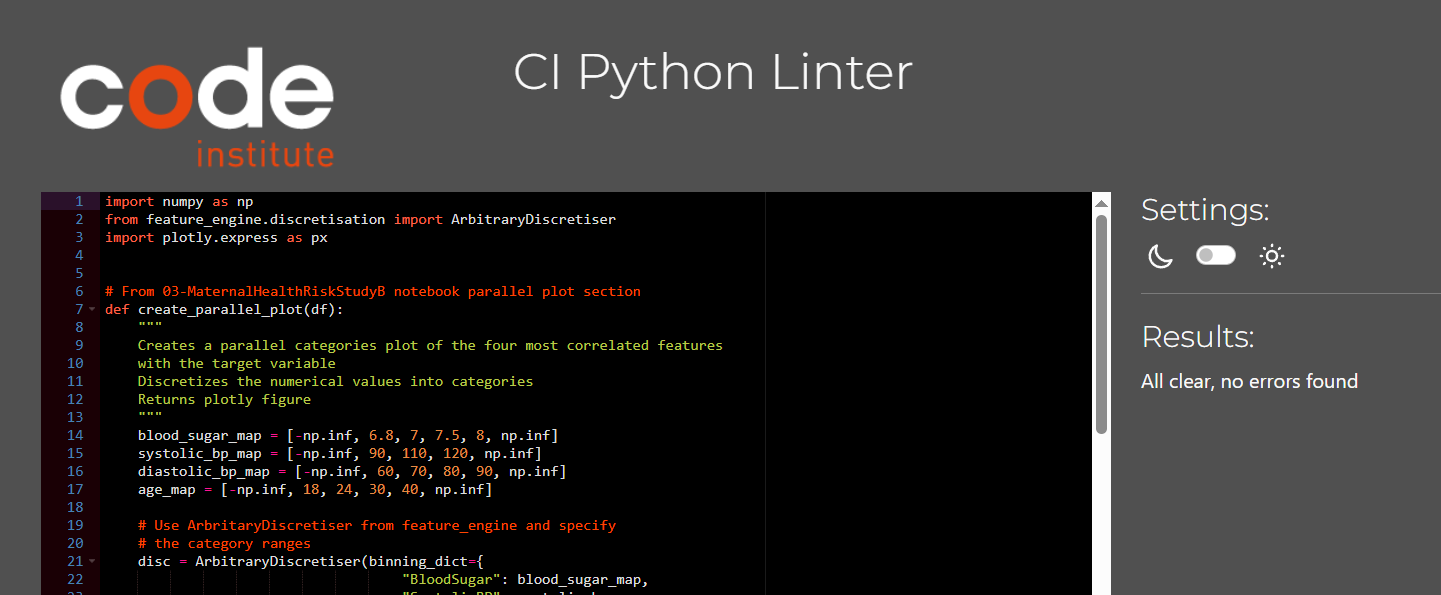 code
institute
CI Python Linter
1 import numpy as np
2 from feature_engine.discretisation import ArbitraryDiscretiser
3 import plotly.express as px
4
5
6 # From 03-MaternalHealthRiskStudyB notebook parallel plot section
7 def create_parallel_plot(df):
8 """
9 Creates a parallel categories plot of the four most correlated features
10 with the target variable
11 Discretizes the numerical values into categories
12 Returns plotly figure
13 """
14 blood_sugar_map = [-np.inf, 6.8, 7, 7.5, 8, np.inf]
15 systolic_bp_map = [-np.inf, 90, 110, 120, np.inf]
16 diastolic_bp_map = [-np.inf, 60, 70, 80, 90, np.inf]
17 age_map = [-np.inf, 18, 24, 30, 40, np.inf]
18
19 # Use ArbritaryDiscretiser from feature_engine and specify
20 # the category ranges
21 disc = ArbitraryDiscretiser(binning_dict={
22 "BloodSugar": blood_sugar_map,
Settings:
Results:
All clear, no errors found